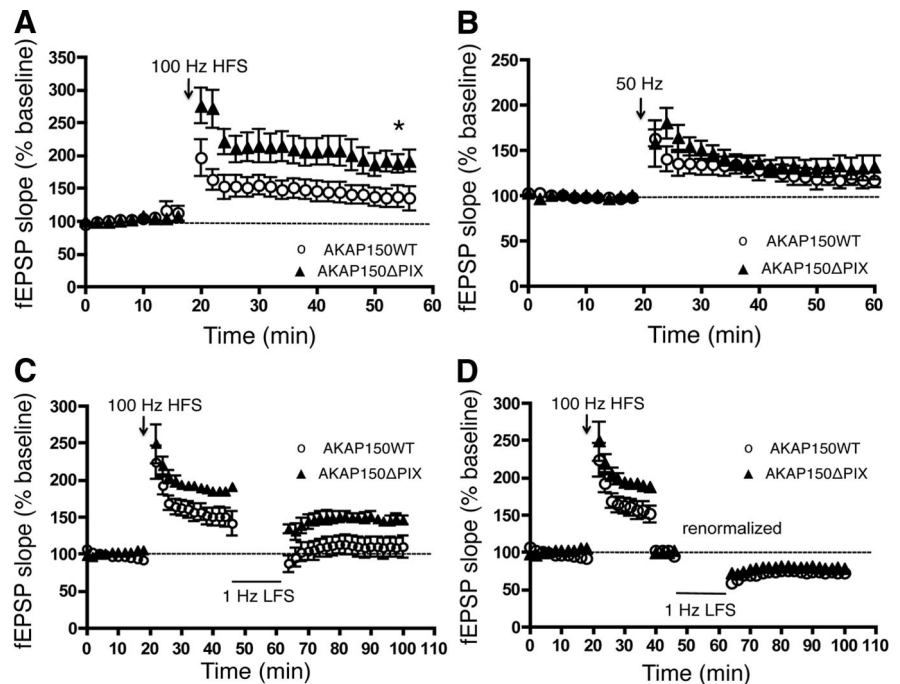 A
fEPSP slope (% baseline)
350
300
250
200
150
100
50
0
100 Hz HFS
*
AKAP150WT
AKAP150ΔPIX
0 10 20 30 40 50 60
Time (min)
B
fEPSP slope (% baseline)
250
200
150
100
50
0
50 Hz
AKAP150WT
AKAP150ΔPIX
0 10 20 30 40 50 60
Time (min)
C
fEPSP slope (% baseline)
300
250
200
150
100
50
0
100 Hz HFS
AKAP150WT
AKAP150ΔPIX
1 Hz LFS
0 10 20 30 40 50 60 70 80 90 100 110
Time (min)
D
fEPSP slope (% baseline)
300
250
200
150
100
50
0
100 Hz HFS
AKAP150WT
AKAP150ΔPIX
renormalized
1 Hz LFS
0 10 20 30 40 50 60 70 80 90 100 110
Time (min)